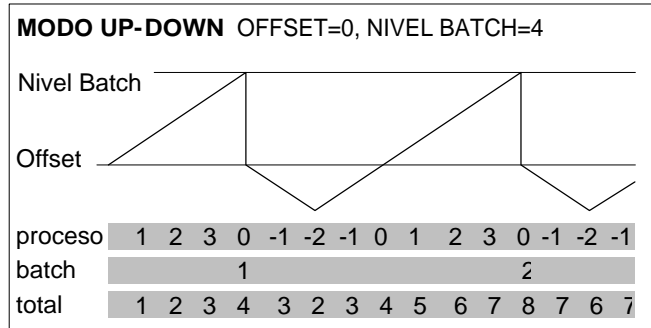 MODO UP-DOWN OFFSET=0, NIVEL BATCH=4
Nivel Batch
Offset
proceso 1 2 3 0 -1 -2 -1 0 1 2 3 0 -1 -2 -1
batch 1 2
total 1 2 3 4 3 2 3 4 5 6 7 8 7 6 7